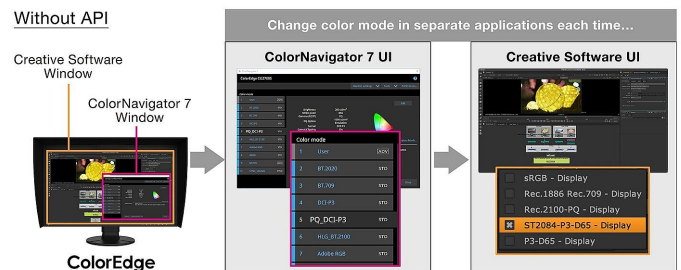 Without API
Change color mode in separate applications each time...
Creative Software
Window
ColorNavigator 7
Window
ColorEdge
ColorNavigator 7 UI
Color mode
1 User ADV
2 BT.2020 STD
3 BT.709 STD
4 DCI-P3 STD
5 PQ_DCI-P3 STD
6 HLG_BT.2100 STD
7 Adobe RGB STD
Creative Software UI
sRGB - Display
Rec.1886 Rec.709 - Display
Rec.2100-PQ - Display
ST2084-P3-D65 - Display
P3-D65 - Display